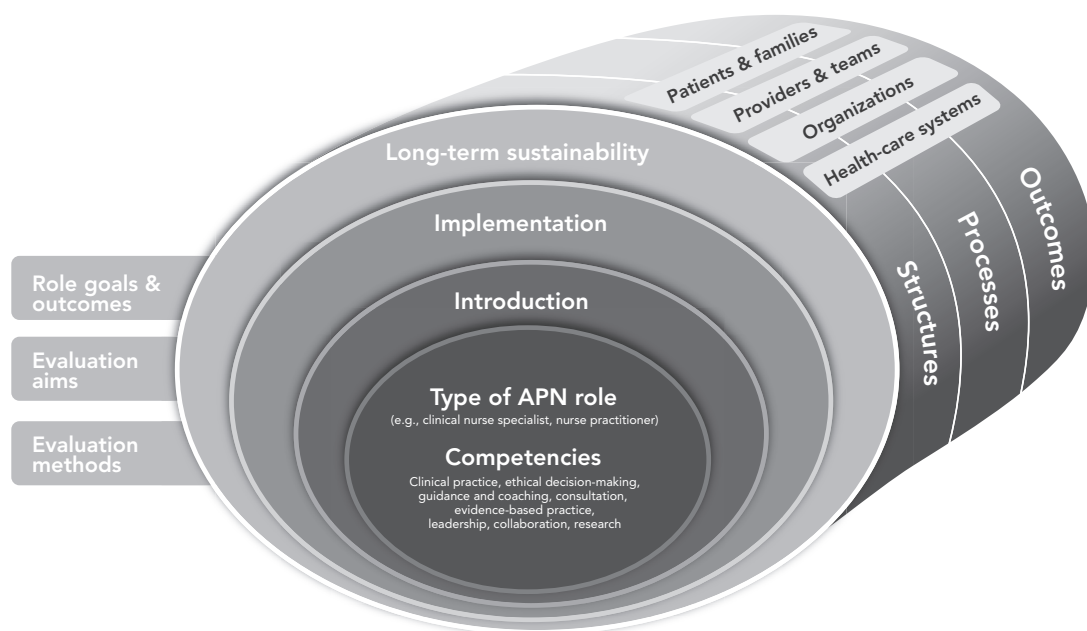 Patients & families
Providers & teams
Organizations
Health-care systems
Long-term sustainability
Implementation
Introduction
Outcomes
Processes
Structures
Role goals &
outcomes
Evaluation
aims
Evaluation
methods
Type of APN role
(e.g., clinical nurse specialist, nurse practitioner)
Competencies
Clinical practice, ethical decision-making,
guidance and coaching, consultation,
evidence-based practice,
leadership, collaboration, research